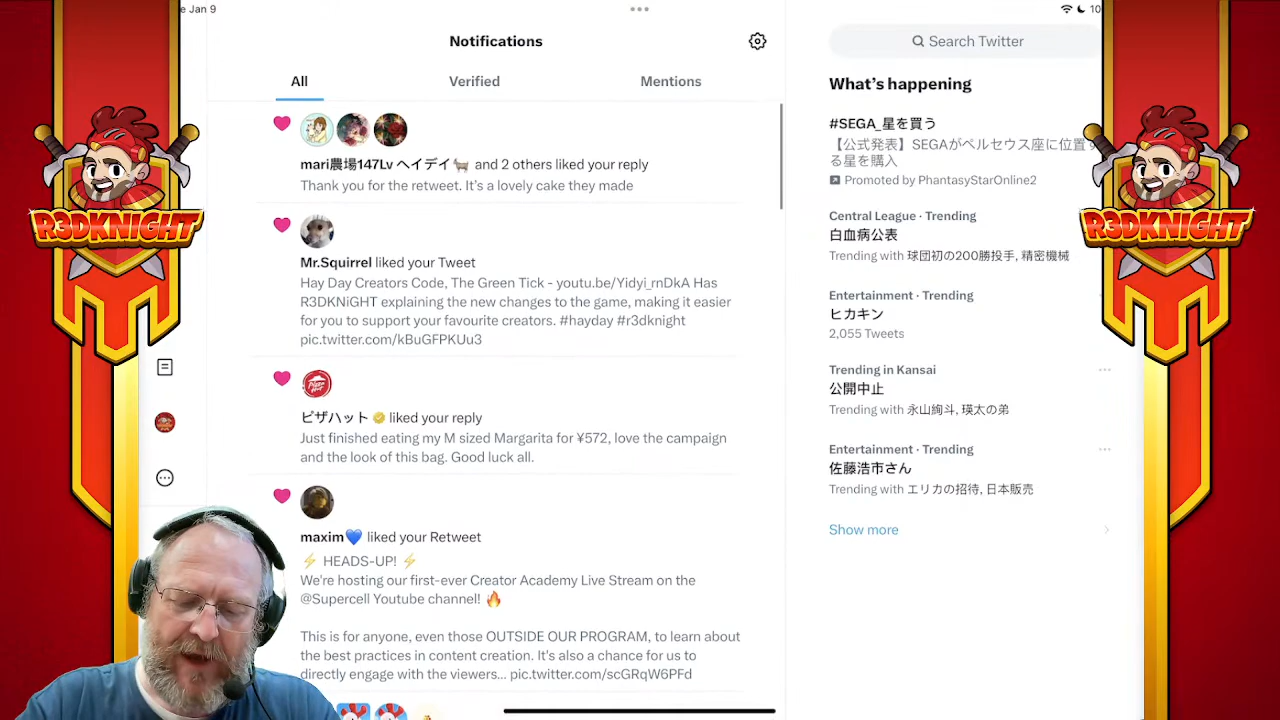 e Jan 9
10
Notifications
Search Twitter
All
Verified
Mentions
What's happening
mari農場147Lv ヘイデイ🐐 and 2 others liked your reply
Thank you for the retweet. It's a lovely cake they made
Mr.Squirrel liked your Tweet
Hay Day Creators Code, The Green Tick - youtu.be/Yidyi_rnDkA Has
R3DKNiGHT explaining the new changes to the game, making it easier
for you to support your favourite creators. #hayday #r3dknight
pic.twitter.com/kBuGFPKUu3
Pizza Hut
ピザハット liked your reply
Just finished eating my M sized Margarita for ¥572, love the campaign
and the look of this bag. Good luck all.
maxim💙 liked your Retweet
⚡ HEADS-UP! ⚡
We're hosting our first-ever Creator Academy Live Stream on the
@Supercell Youtube channel! 🔥
This is for anyone, even those OUTSIDE OUR PROGRAM, to learn about
the best practices in content creation. It's also a chance for us to
directly engage with the viewers... pic.twitter.com/scGRqW6PFd
#SEGA_星を買う
【公式発表】SEGAがペルセウス座に位置す
る星を購入
Promoted by PhantasyStarOnline2
Central League · Trending
白血病公表
Trending with 球団初の200勝投手, 精密機械
Entertainment · Trending
ヒカキン
2,055 Tweets
Trending in Kansai
公開中止
Trending with 永山絢斗, 瑛太の弟
Entertainment · Trending
佐藤浩市さん
Trending with エリカの招待, 日本販売
Show more
R3DKNIGHT
R3DKNIGHT